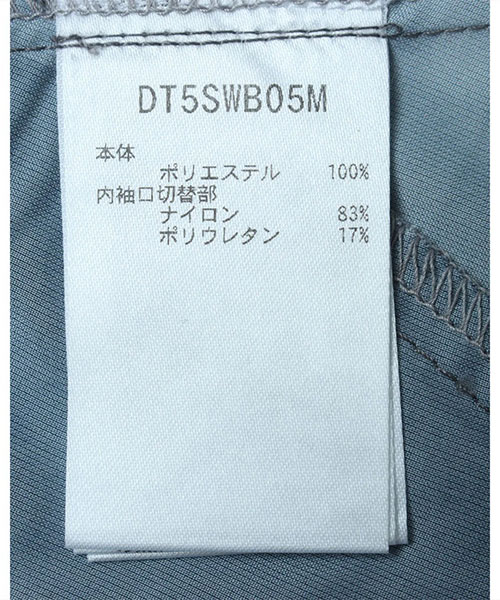 DT5SWB05M
本体
ポリエステル 100%
内袖口切替部
ナイロン 83%
ポリウレタン 17%